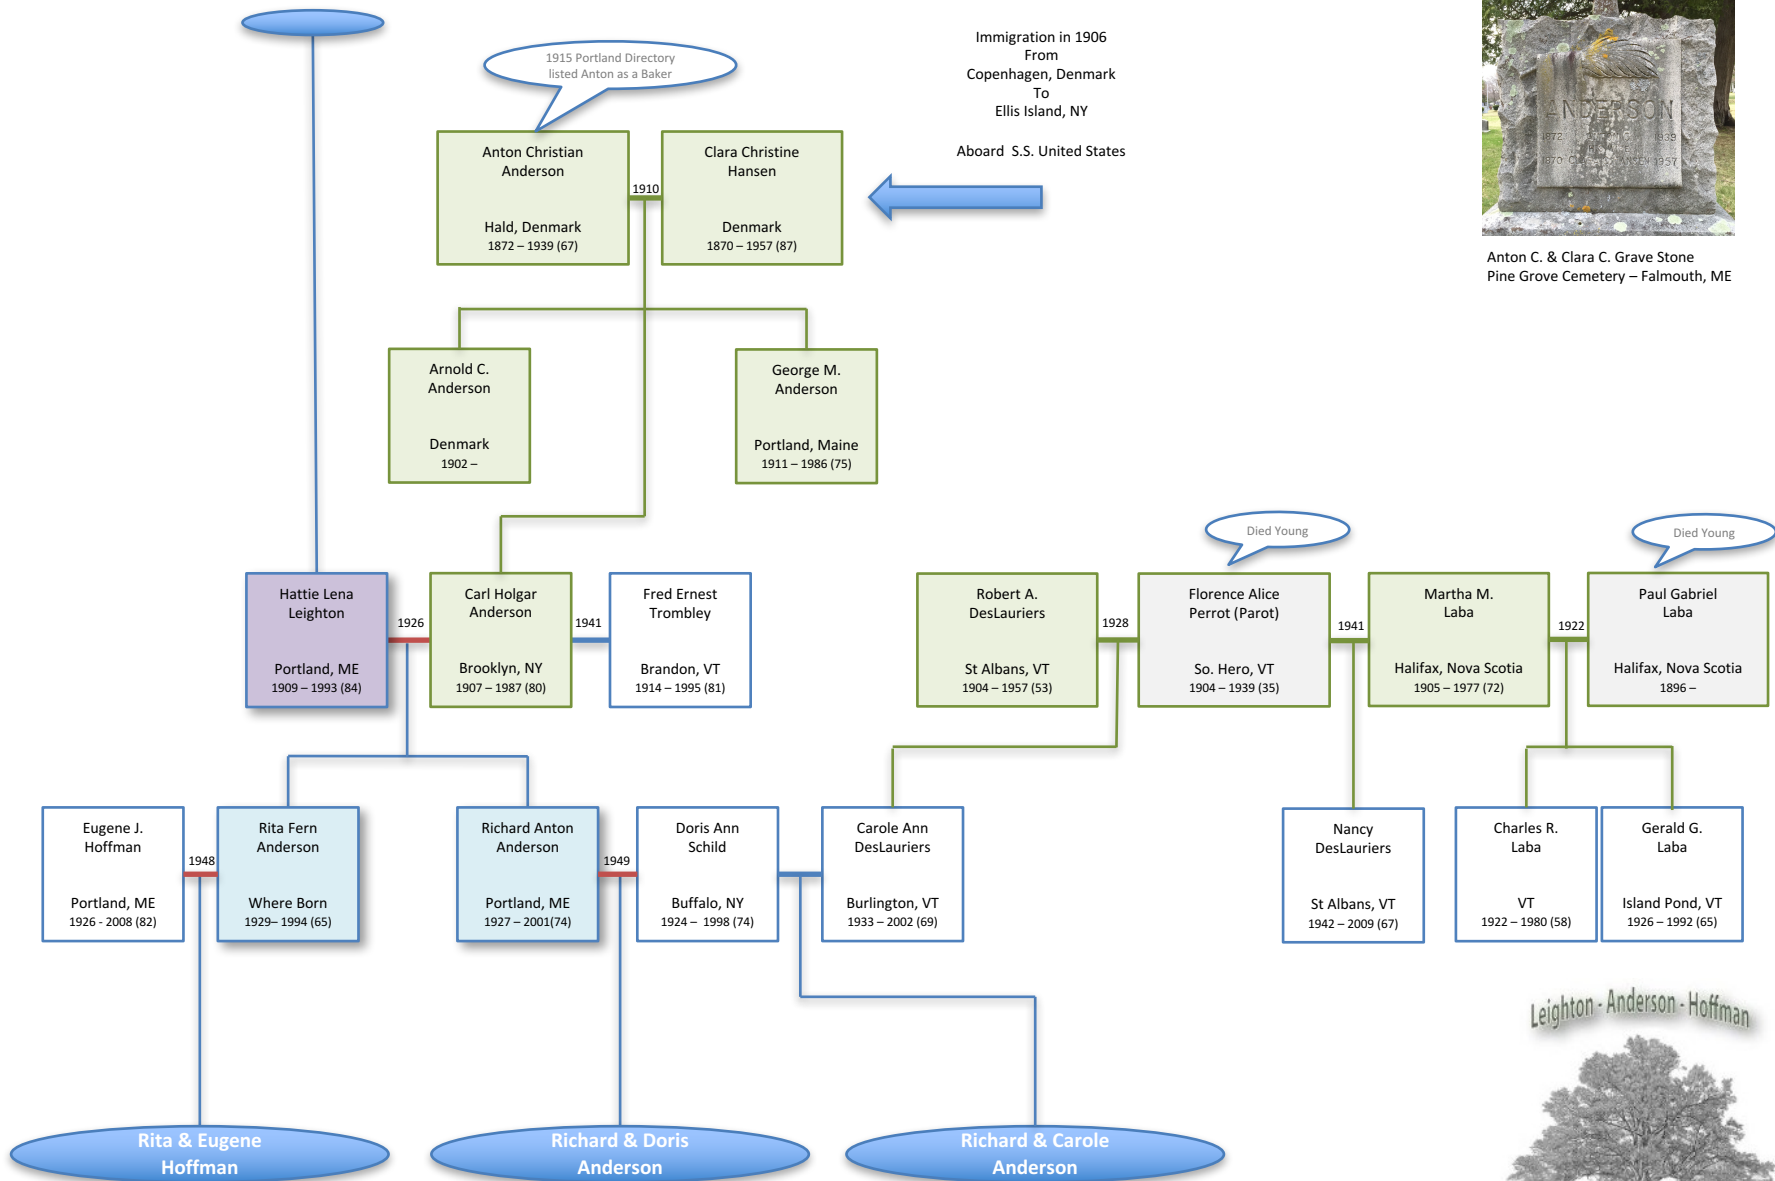 1915 Portland Directory
listed Anton as a Baker
Immigration in 1906
From
Copenhagen, Denmark
To
Ellis Island, NY
Aboard S.S. United States
ANDERSON
1872
1939
1870
1957
Anton C. & Clara C. Grave Stone
Pine Grove Cemetery – Falmouth, ME
Anton Christian
Anderson
Hald, Denmark
1872 – 1939 (67)
1910
Clara Christine
Hansen
Denmark
1870 – 1957 (87)
Arnold C.
Anderson
Denmark
1902 –
George M.
Anderson
Portland, Maine
1911 – 1986 (75)
Died Young
Died Young
Hattie Lena
Leighton
Portland, ME
1909 – 1993 (84)
1926
Carl Holgar
Anderson
Brooklyn, NY
1907 – 1987 (80)
1941
Fred Ernest
Trombley
Brandon, VT
1914 – 1995 (81)
Robert A.
DesLauriers
St Albans, VT
1904 – 1957 (53)
1928
Florence Alice
Perrot (Parot)
So. Hero, VT
1904 – 1939 (35)
1941
Martha M.
Laba
Halifax, Nova Scotia
1905 – 1977 (72)
1922
Paul Gabriel
Laba
Halifax, Nova Scotia
1896 –
Eugene J.
Hoffman
Portland, ME
1926 - 2008 (82)
1948
Rita Fern
Anderson
Where Born
1929– 1994 (65)
Richard Anton
Anderson
Portland, ME
1927 – 2001(74)
1949
Doris Ann
Schild
Buffalo, NY
1924 – 1998 (74)
Carole Ann
DesLauriers
Burlington, VT
1933 – 2002 (69)
Nancy
DesLauriers
St Albans, VT
1942 – 2009 (67)
Charles R.
Laba
VT
1922 – 1980 (58)
Gerald G.
Laba
Island Pond, VT
1926 – 1992 (65)
Leighton - Anderson - Hoffman
Rita & Eugene
Hoffman
Richard & Doris
Anderson
Richard & Carole
Anderson